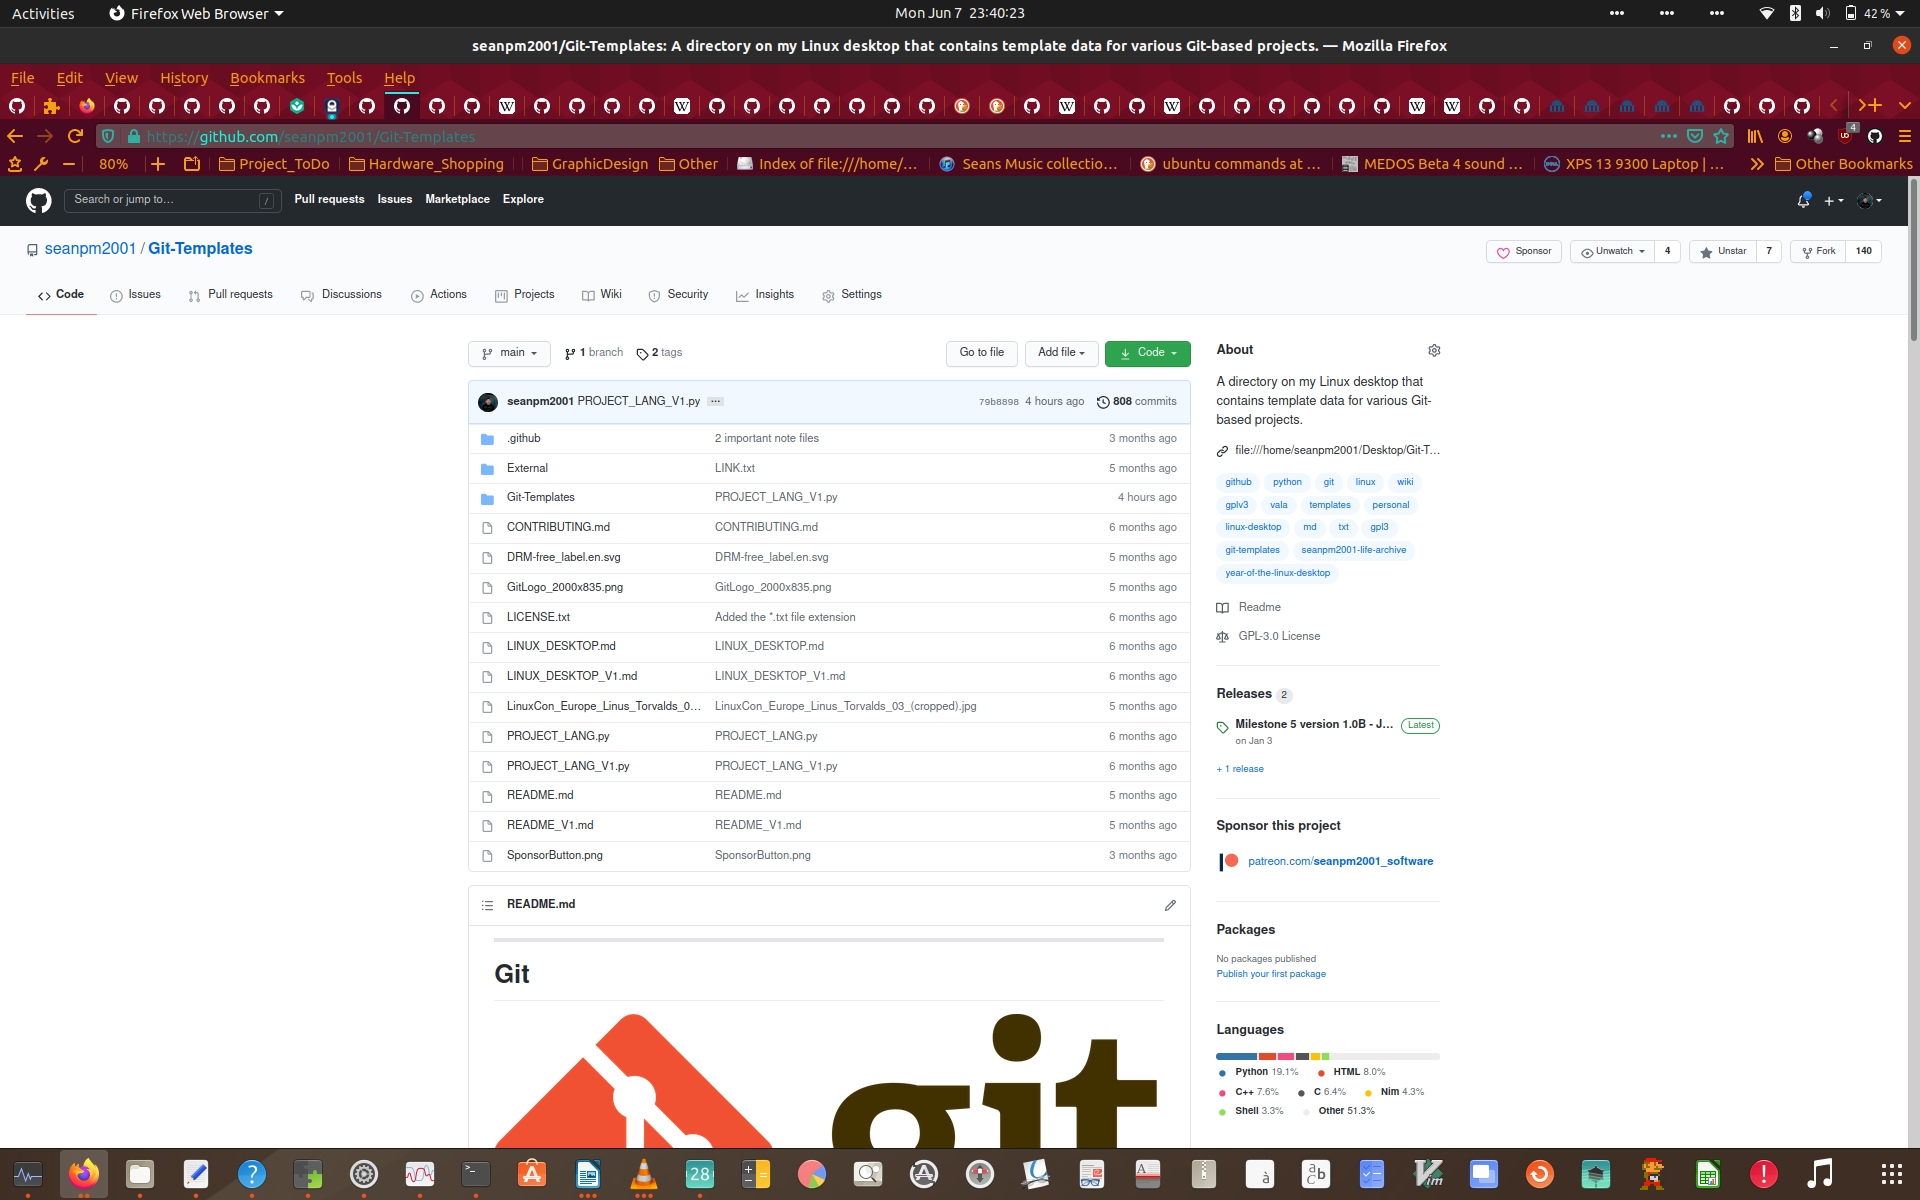 Activities Firefox Web Browser Mon Jun 7 23:40:23 42 %
seanpm2001/Git-Templates: A directory on my Linux desktop that contains template data for various Git-based projects. — Mozilla Firefox
File Edit View History Bookmarks Tools Help
https://github.com/seanpm2001/Git-Templates 4
80% Project_ToDo Hardware_Shopping GraphicDesign Other Index of file:///home/... Seans Music collectio... ubuntu commands at ... MEDOS Beta 4 sound ... XPS 13 9300 Laptop | ... Other Bookmarks
Search or jump to... / Pull requests Issues Marketplace Explore
seanpm2001 / Git-Templates Sponsor Unwatch 4 Unstar 7 Fork 140
Code Issues Pull requests Discussions Actions Projects Wiki Security Insights Settings
main 1 branch 2 tags Go to file Add file Code
seanpm2001 PROJECT_LANG_V1.py 79b8898 4 hours ago 808 commits
.github 2 important note files 3 months ago
External LINK.txt 5 months ago
Git-Templates PROJECT_LANG_V1.py 4 hours ago
CONTRIBUTING.md CONTRIBUTING.md 6 months ago
DRM-free_label.en.svg DRM-free_label.en.svg 5 months ago
GitLogo_2000x835.png GitLogo_2000x835.png 5 months ago
LICENSE.txt Added the *.txt file extension 6 months ago
LINUX_DESKTOP.md LINUX_DESKTOP.md 6 months ago
LINUX_DESKTOP_V1.md LINUX_DESKTOP_V1.md 6 months ago
LinuxCon_Europe_Linus_Torvalds_0... LinuxCon_Europe_Linus_Torvalds_03_(cropped).jpg 5 months ago
PROJECT_LANG.py PROJECT_LANG.py 6 months ago
PROJECT_LANG_V1.py PROJECT_LANG_V1.py 6 months ago
README.md README.md 5 months ago
README_V1.md README_V1.md 5 months ago
SponsorButton.png SponsorButton.png 3 months ago
README.md
Git
git
About
A directory on my Linux desktop that
contains template data for various Git-
based projects.
file:///home/seanpm2001/Desktop/Git-T...
github python git linux wiki
gplv3 vala templates personal
linux-desktop md txt gpl3
git-templates seanpm2001-life-archive
year-of-the-linux-desktop
Readme
GPL-3.0 License
Releases 2
Milestone 5 version 1.0B - J... Latest
on Jan 3
+ 1 release
Sponsor this project
patreon.com/seanpm2001_software
Packages
No packages published
Publish your first package
Languages
Python 19.1% HTML 8.0%
C++ 7.6% C 6.4% Nim 4.3%
Shell 3.3% Other 51.3%
28